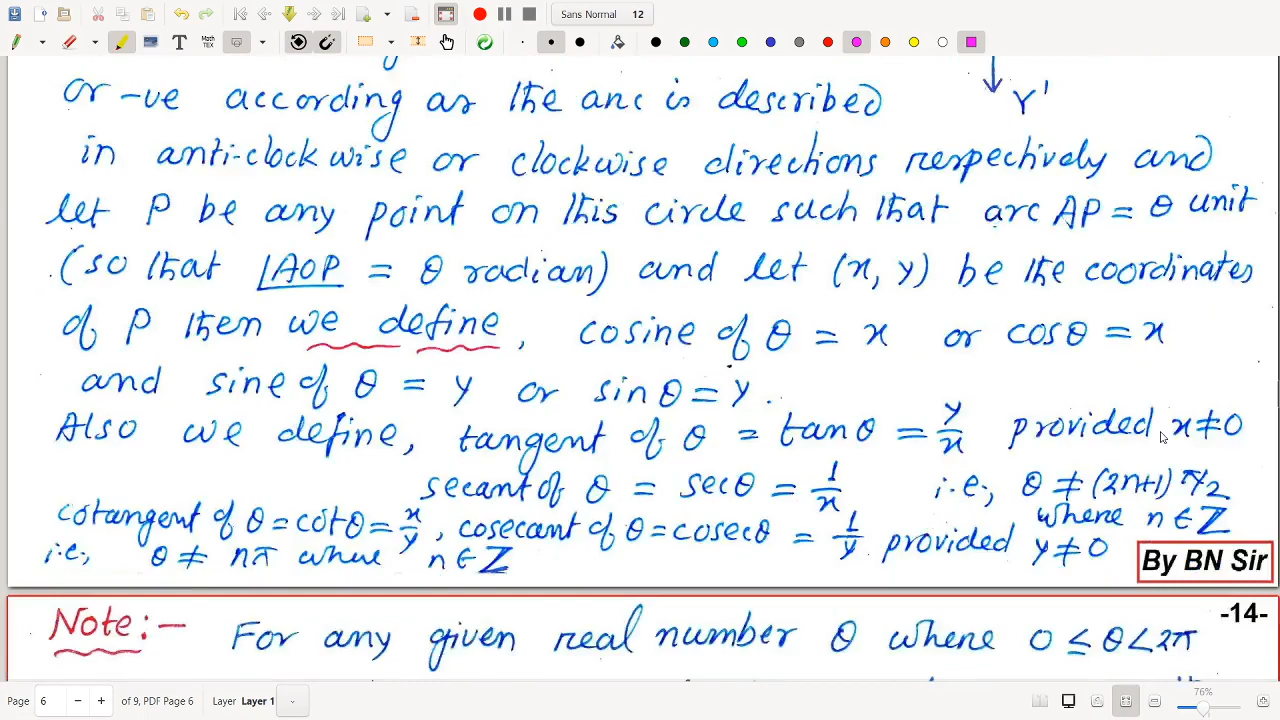 Sans Normal 12
Y'
or -ve according as the arc is described
in anti-clockwise or clockwise directions respectively and
let P be any point on this circle such that arc AP = θ unit
(so that ∠AOP = θ radian) and let (x, y) be the coordinates
of P then we define, cosine of θ = x or cosθ = x
and sine of θ = y or sinθ = y.
Also we define, tangent of θ = tanθ = y/x provided x≠0
secant of θ = secθ = 1/x i.e., θ ≠ (2n+1) π/2
where n ∈ Z
cotangent of θ = cotθ = x/y, cosecant of θ = cosecθ = 1/y provided y≠0
i.e., θ ≠ nπ where n ∈ Z
By BN Sir
-14-
Note:- For any given real number θ where 0 ≤ θ < 2π
Page 6 of 9, PDF Page 6 Layer Layer 1 76%